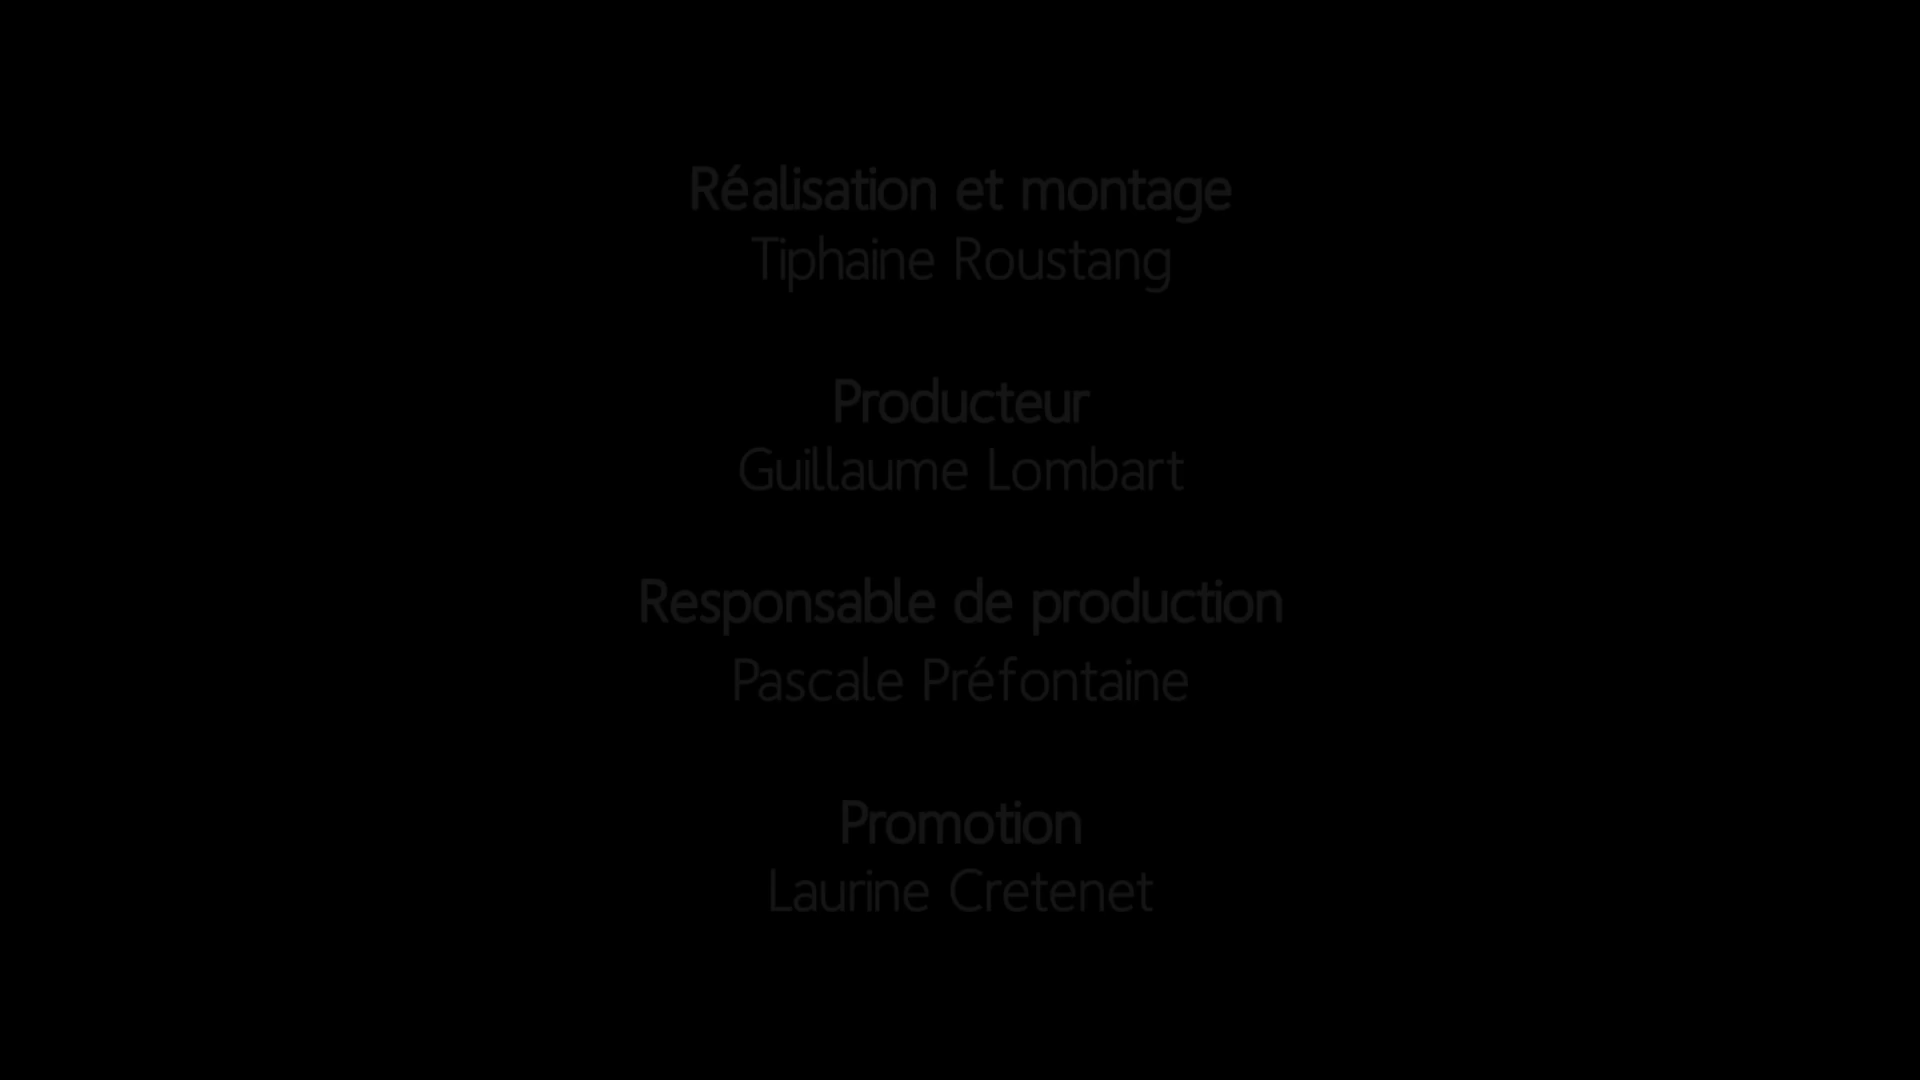 Réalisation et montage
Tiphaine Roustang
Producteur
Guillaume Lombart
Responsable de production
Pascale Préfontaine
Promotion
Laurine Cretenet